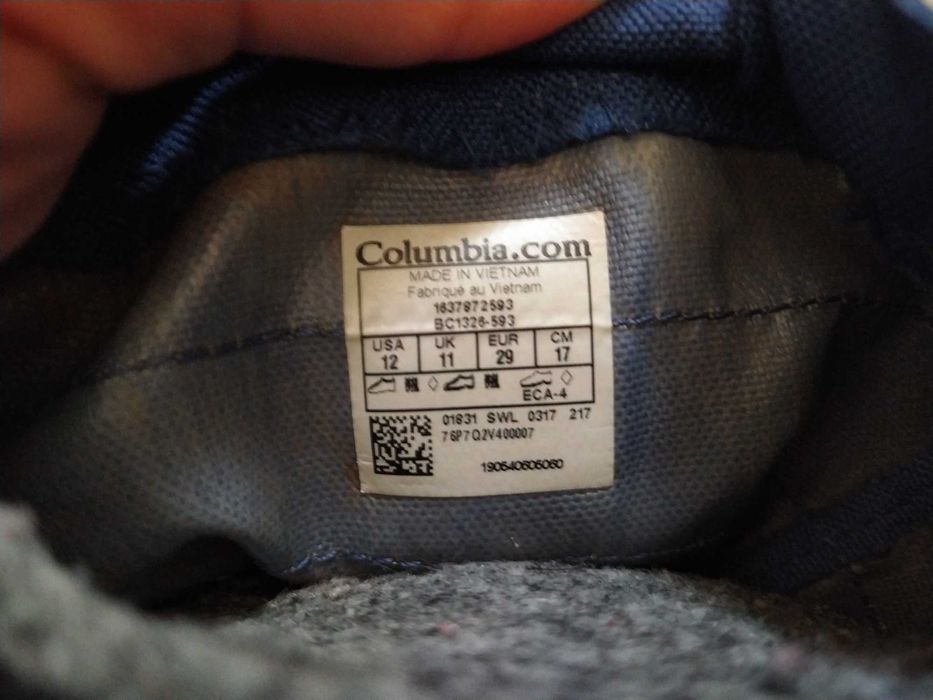 Columbia.com
MADE IN VIETNAM
Fabriqué au Vietnam
1637872593
BC1326-593
USA UK EUR CM
12 11 29 17
ECA-4
01831 SWL 0317 217
76P7Q2V400007
190540605060